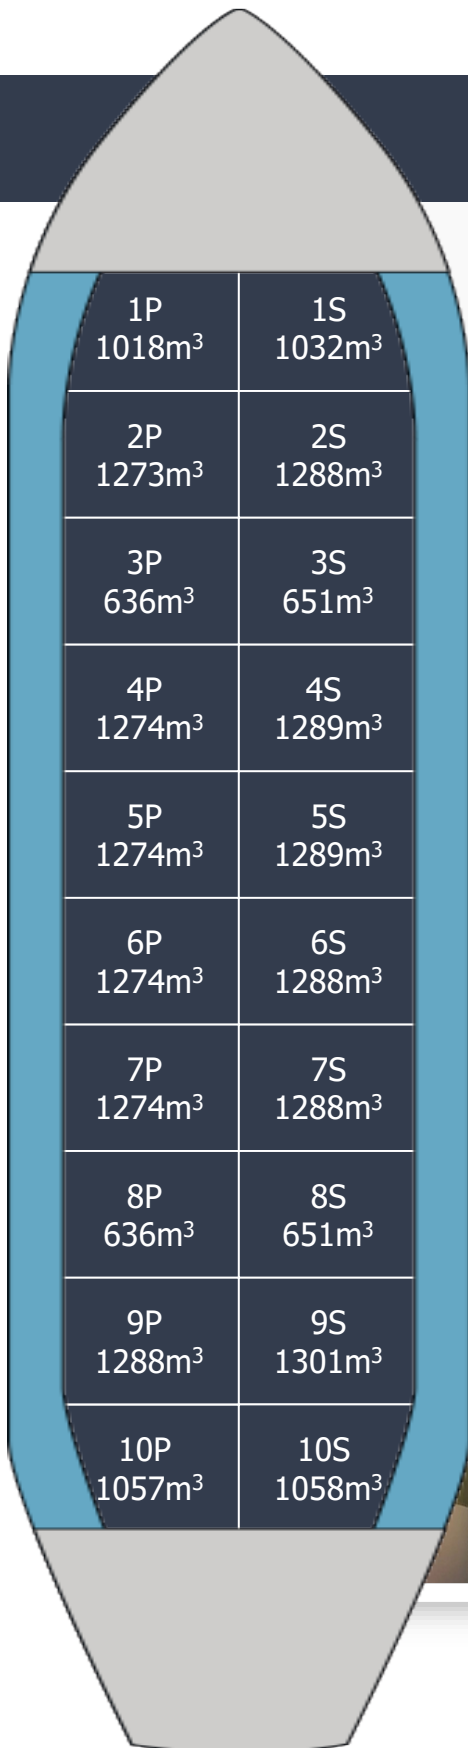 1P
1018m³
1S
1032m³
2P
1273m³
2S
1288m³
3P
636m³
3S
651m³
4P
1274m³
4S
1289m³
5P
1274m³
5S
1289m³
6P
1274m³
6S
1288m³
7P
1274m³
7S
1288m³
8P
636m³
8S
651m³
9P
1288m³
9S
1301m³
10P
1057m³
10S
1058m³